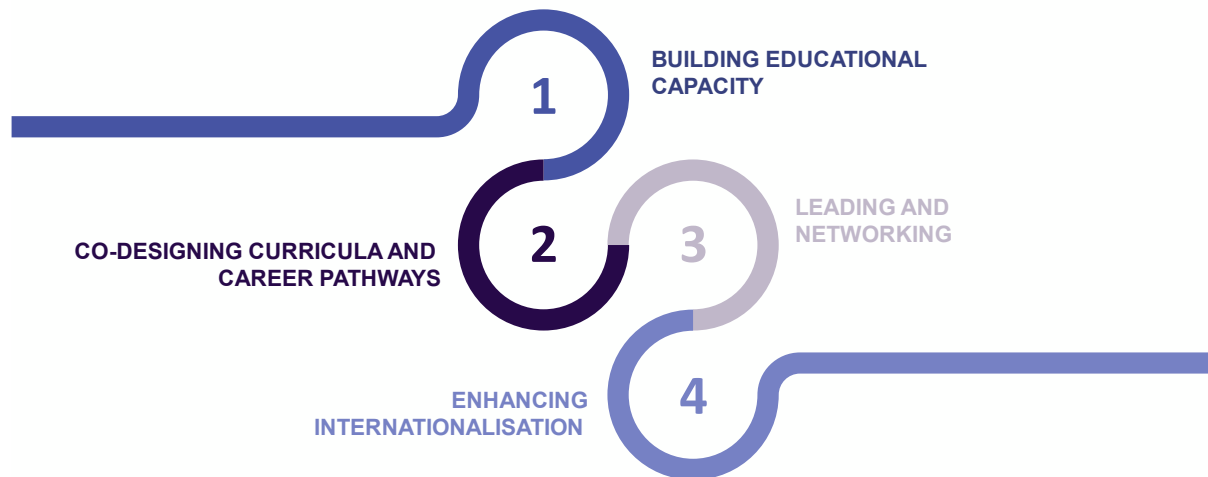 1
BUILDING EDUCATIONAL
CAPACITY
2
CO-DESIGNING CURRICULA AND
CAREER PATHWAYS
3
LEADING AND
NETWORKING
4
ENHANCING
INTERNATIONALISATION